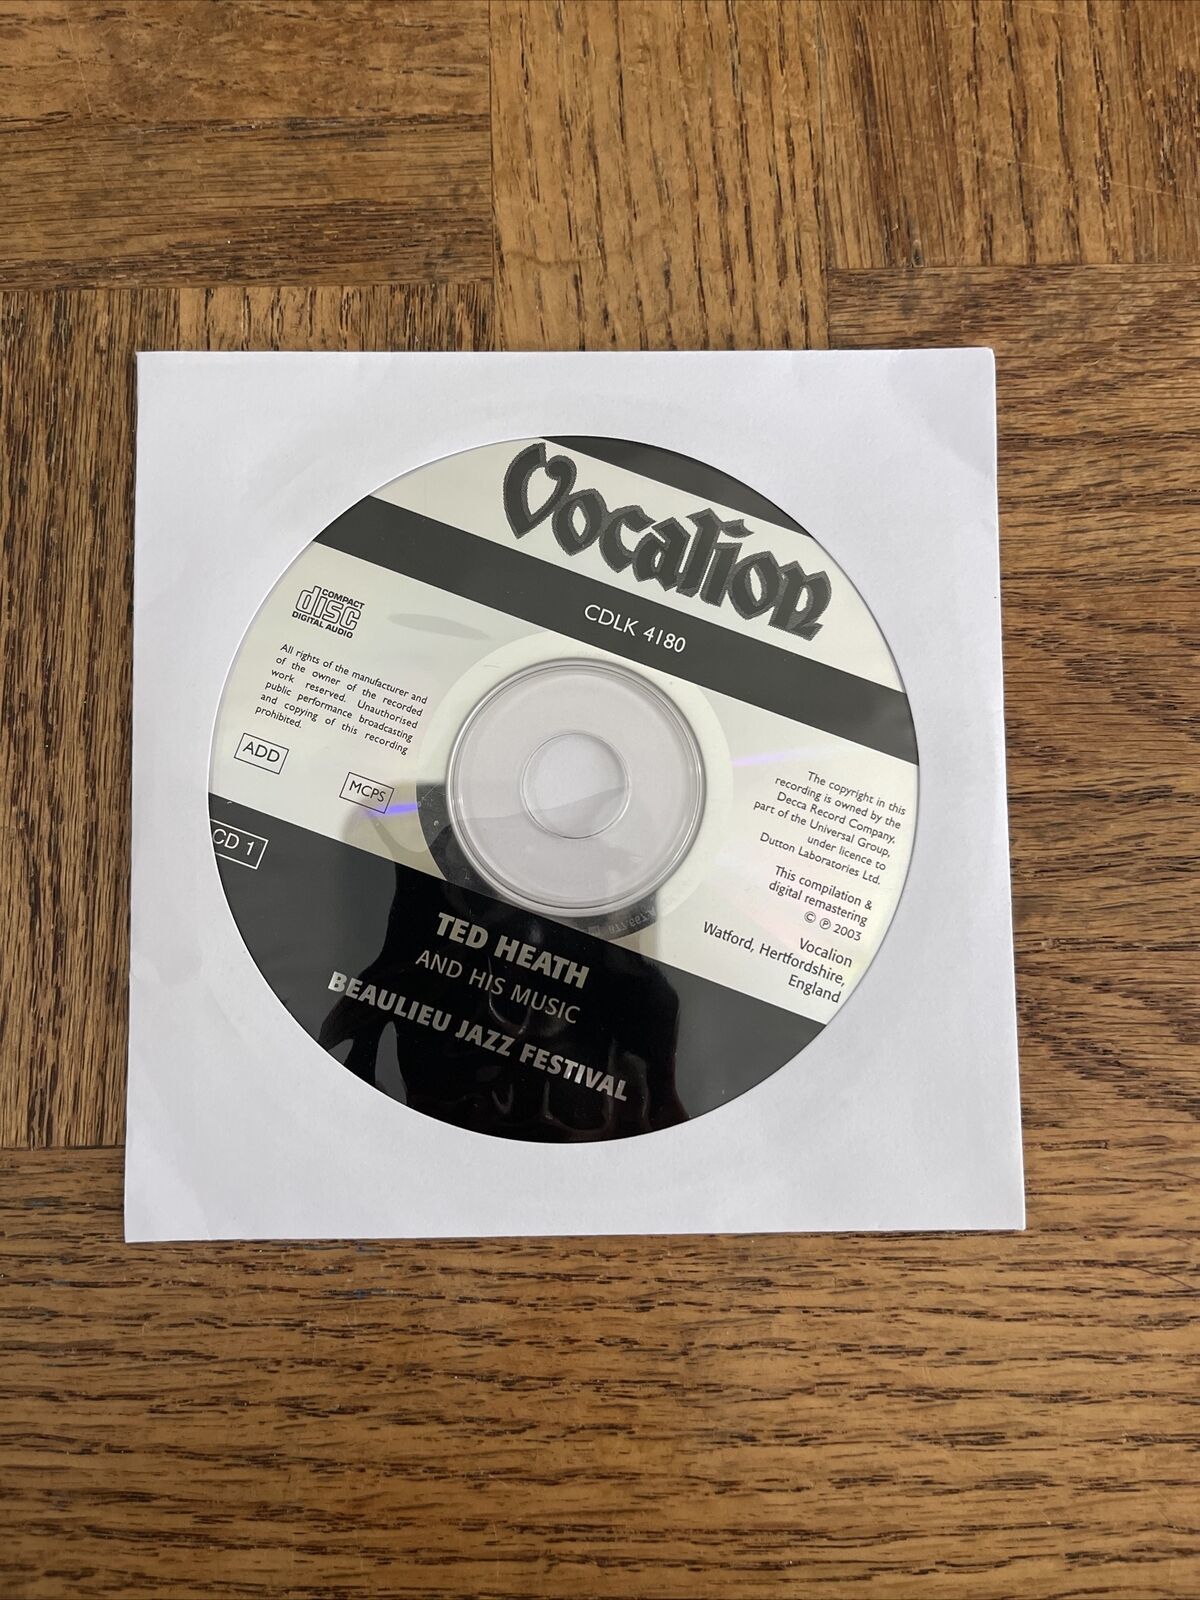 Vocalion
CDLK 4180
COMPACT
disc
DIGITAL AUDIO
All rights of the manufacturer and
of the owner of the recorded
work reserved. Unauthorised
public performance broadcasting
and copying of this recording
prohibited.
ADD
MCPS
CD 1
The copyright in this
recording is owned by the
Decca Record Company,
part of the Universal Group,
under licence to
Dutton Laboratories Ltd.
This compilation &
digital remastering
© ℗ 2003
Vocalion
Watford, Hertfordshire,
England
TED HEATH
AND HIS MUSIC
BEAULIEU JAZZ FESTIVAL